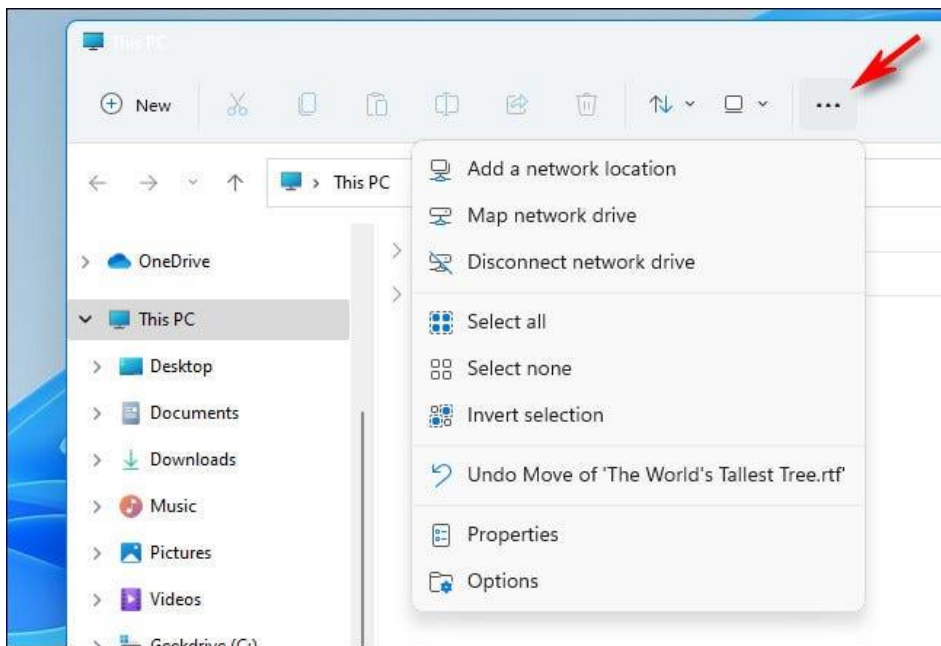 This PC
New
This PC
Add a network location
Map network drive
Disconnect network drive
Select all
Select none
Invert selection
Undo Move of 'The World's Tallest Tree.rtf'
Properties
Options
OneDrive
This PC
Desktop
Documents
Downloads
Music
Pictures
Videos
Geekdrive (C:)